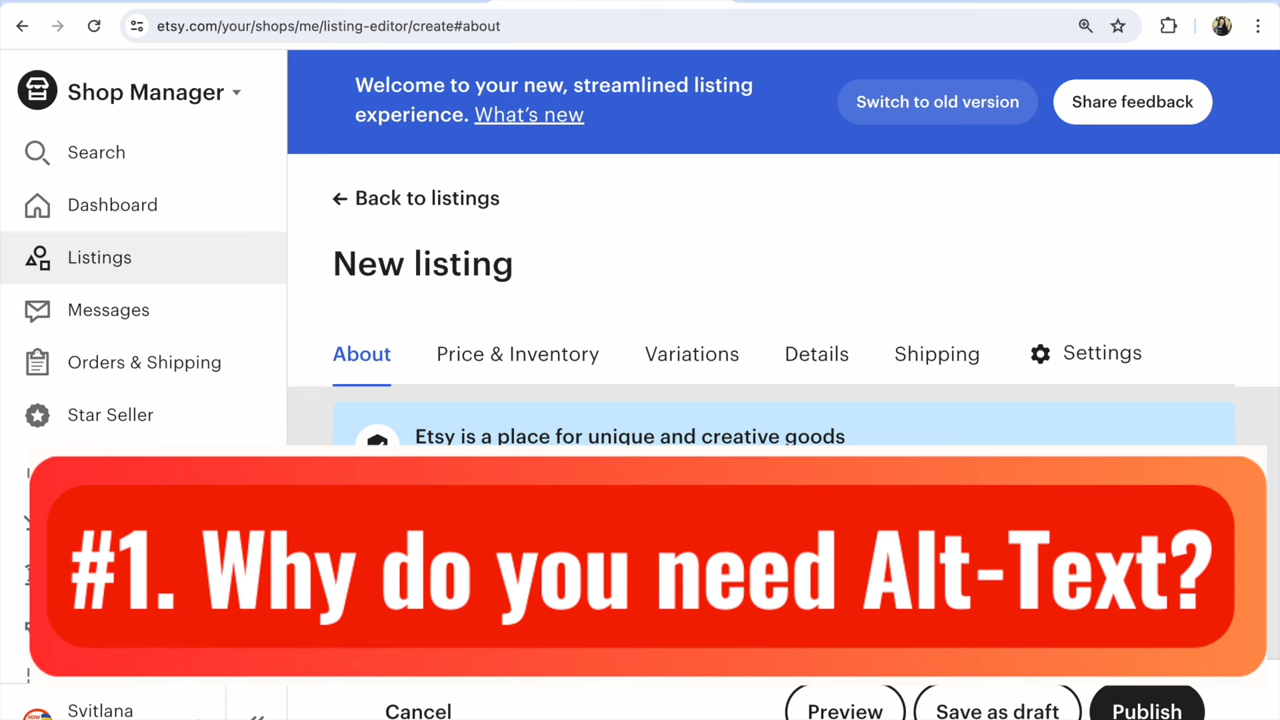 etsy.com/your/shops/me/listing-editor/create#about
Shop Manager
Search
Dashboard
Listings
Messages
Orders & Shipping
Star Seller
Welcome to your new, streamlined listing
experience. What's new
Switch to old version
Share feedback
Back to listings
New listing
About
Price & Inventory
Variations
Details
Shipping
Settings
Etsy is a place for unique and creative goods
#1. Why do you need Alt-Text?
Svitlana
Cancel
Preview
Save as draft
Publish